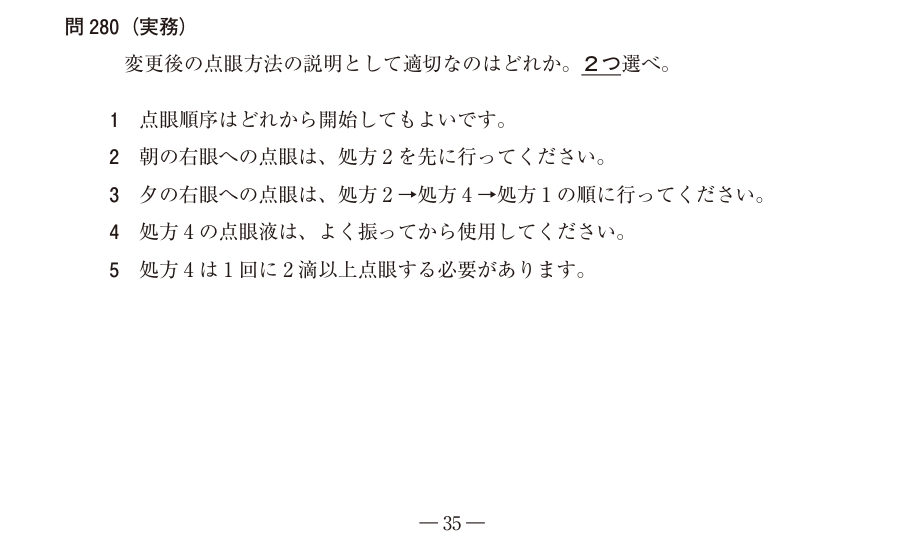 問 280（実務）
変更後の点眼方法の説明として適切なのはどれか。２つ選べ。
1 点眼順序はどれから開始してもよいです。
2 朝の右眼への点眼は、処方２を先に行ってください。
3 夕の右眼への点眼は、処方２→処方４→処方１の順に行ってください。
4 処方４の点眼液は、よく振ってから使用してください。
5 処方４は１回に２滴以上点眼する必要があります。
― 35 ―